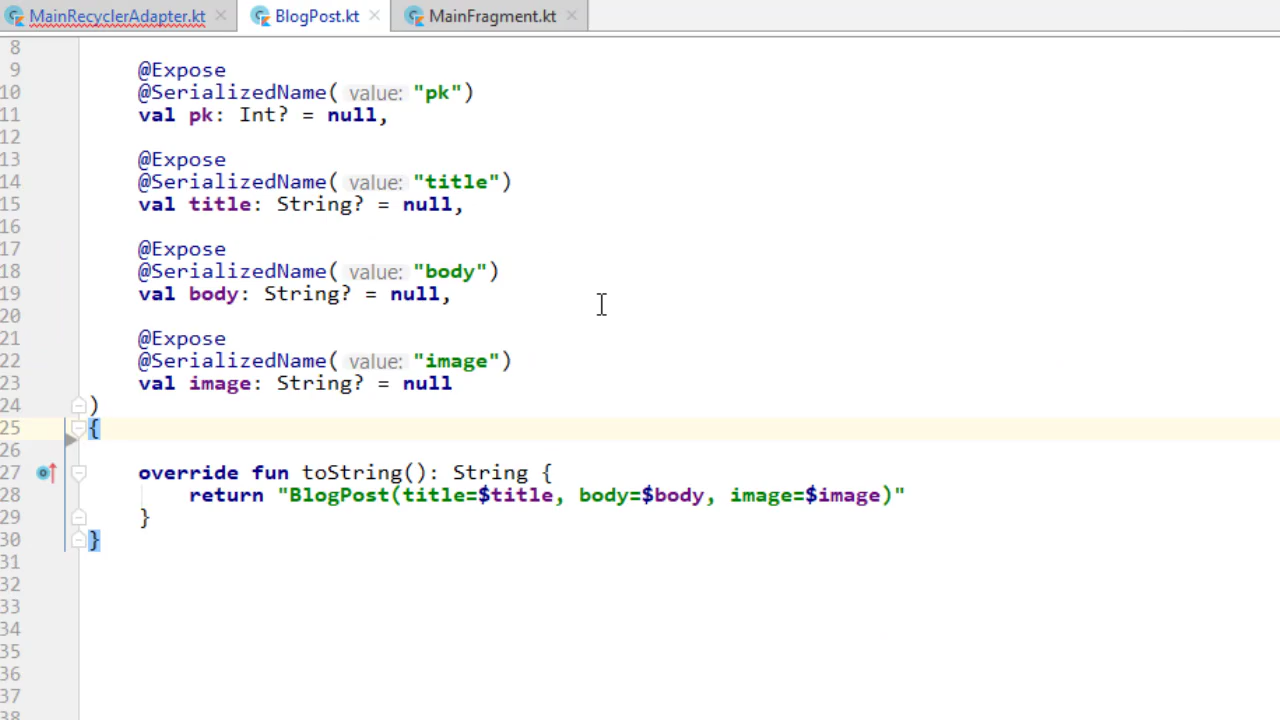 MainRecyclerAdapter.kt BlogPost.kt MainFragment.kt
8
9 @Expose
10 @SerializedName( value: "pk")
11 val pk: Int? = null,
12
13 @Expose
14 @SerializedName( value: "title")
15 val title: String? = null,
16
17 @Expose
18 @SerializedName( value: "body")
19 val body: String? = null,
20
21 @Expose
22 @SerializedName( value: "image")
23 val image: String? = null
24 )
25 {
26
27 override fun toString(): String {
28 return "BlogPost(title=$title, body=$body, image=$image)"
29 }
30 }
31
32
33
34
35
36
37
38